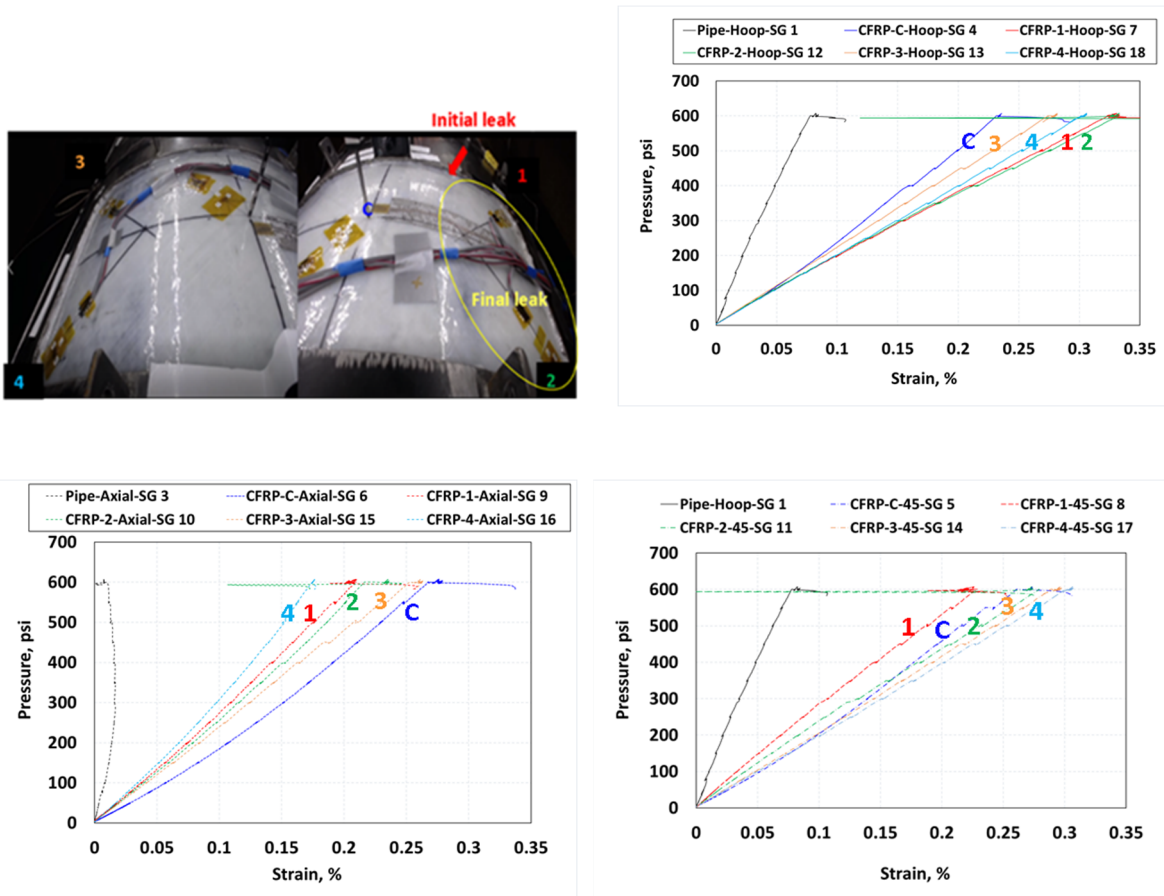 Initial leak
3
1
C
Final leak
4
2
Pipe-Hoop-SG 1 CFRP-C-Hoop-SG 4 CFRP-1-Hoop-SG 7
CFRP-2-Hoop-SG 12 CFRP-3-Hoop-SG 13 CFRP-4-Hoop-SG 18
700
600
500
400
300
200
100
0
Pressure, psi
C 3 4 1 2
0 0.05 0.1 0.15 0.2 0.25 0.3 0.35
Strain, %
Pipe-Axial-SG 3 CFRP-C-Axial-SG 6 CFRP-1-Axial-SG 9
CFRP-2-Axial-SG 10 CFRP-3-Axial-SG 15 CFRP-4-Axial-SG 16
700
600
500
400
300
200
100
0
Pressure, psi
4 1 2 3 C
0 0.05 0.1 0.15 0.2 0.25 0.3 0.35
Strain, %
Pipe-Hoop-SG 1 CFRP-C-45-SG 5 CFRP-1-45-SG 8
CFRP-2-45-SG 11 CFRP-3-45-SG 14 CFRP-4-45-SG 17
700
600
500
400
300
200
100
0
Pressure, psi
1 C 2 3 4
0 0.05 0.1 0.15 0.2 0.25 0.3 0.35
Strain, %